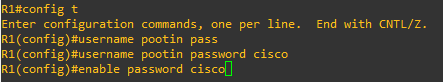 R1#config t
Enter configuration commands, one per line.  End with CNTL/Z.
R1(config)#username pootin pass
R1(config)#username pootin password cisco
R1(config)#enable password cisco